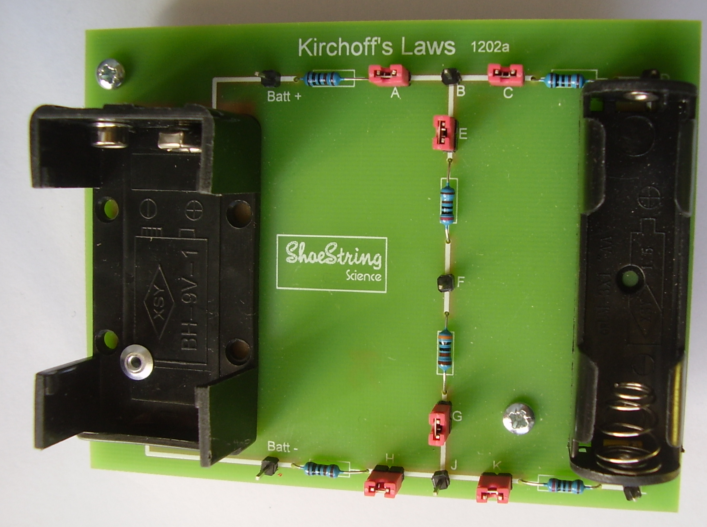 Kirchoff's Laws 1202a
Batt +
A
B
C
E
ShoeString
Science
F
XSY
BH-9V-1
G
Batt-
H
J
K